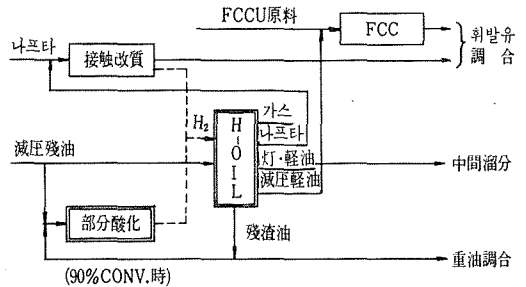 FCCU原料
FCC
휘발유
調合
나프타
接触改質
H₂
H-OIL
가스
나프타
灯·軽油
減圧軽油
減圧殘油
中間溜分
部分酸化
殘渣油
重油調合
(90% CONV.時)